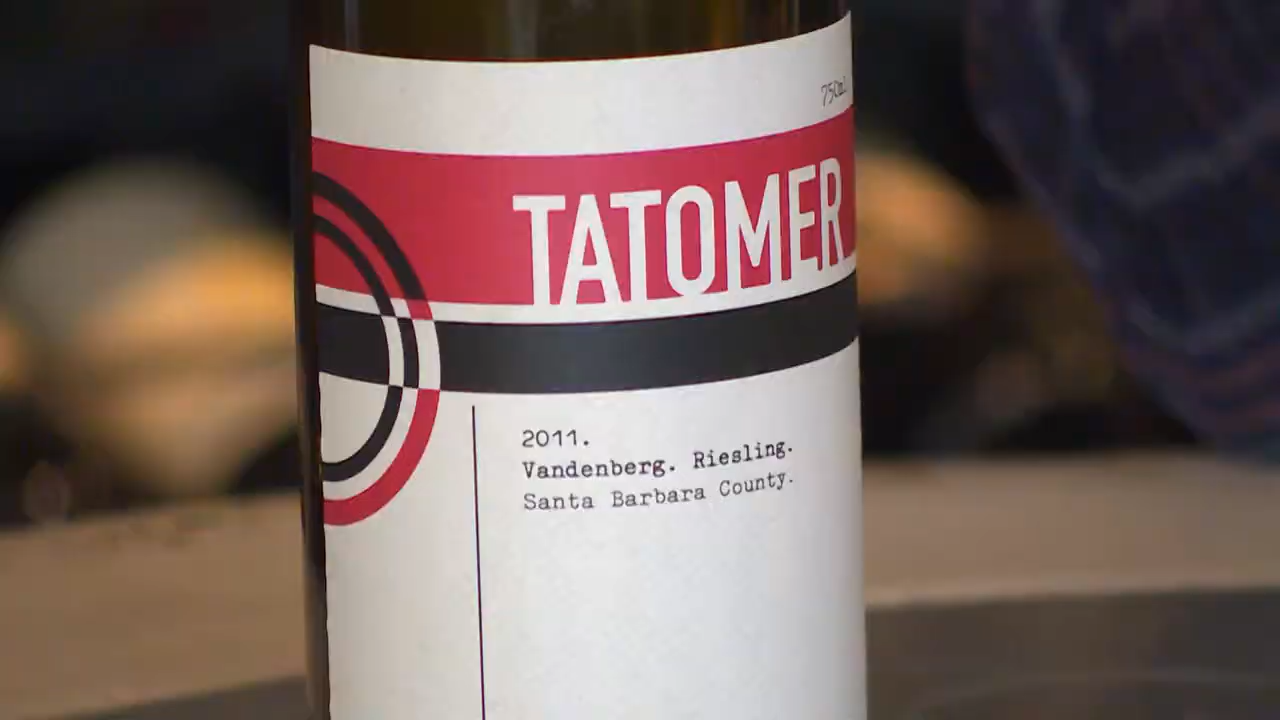 750mL
TATOMER
2011.
Vandenberg. Riesling.
Santa Barbara County.